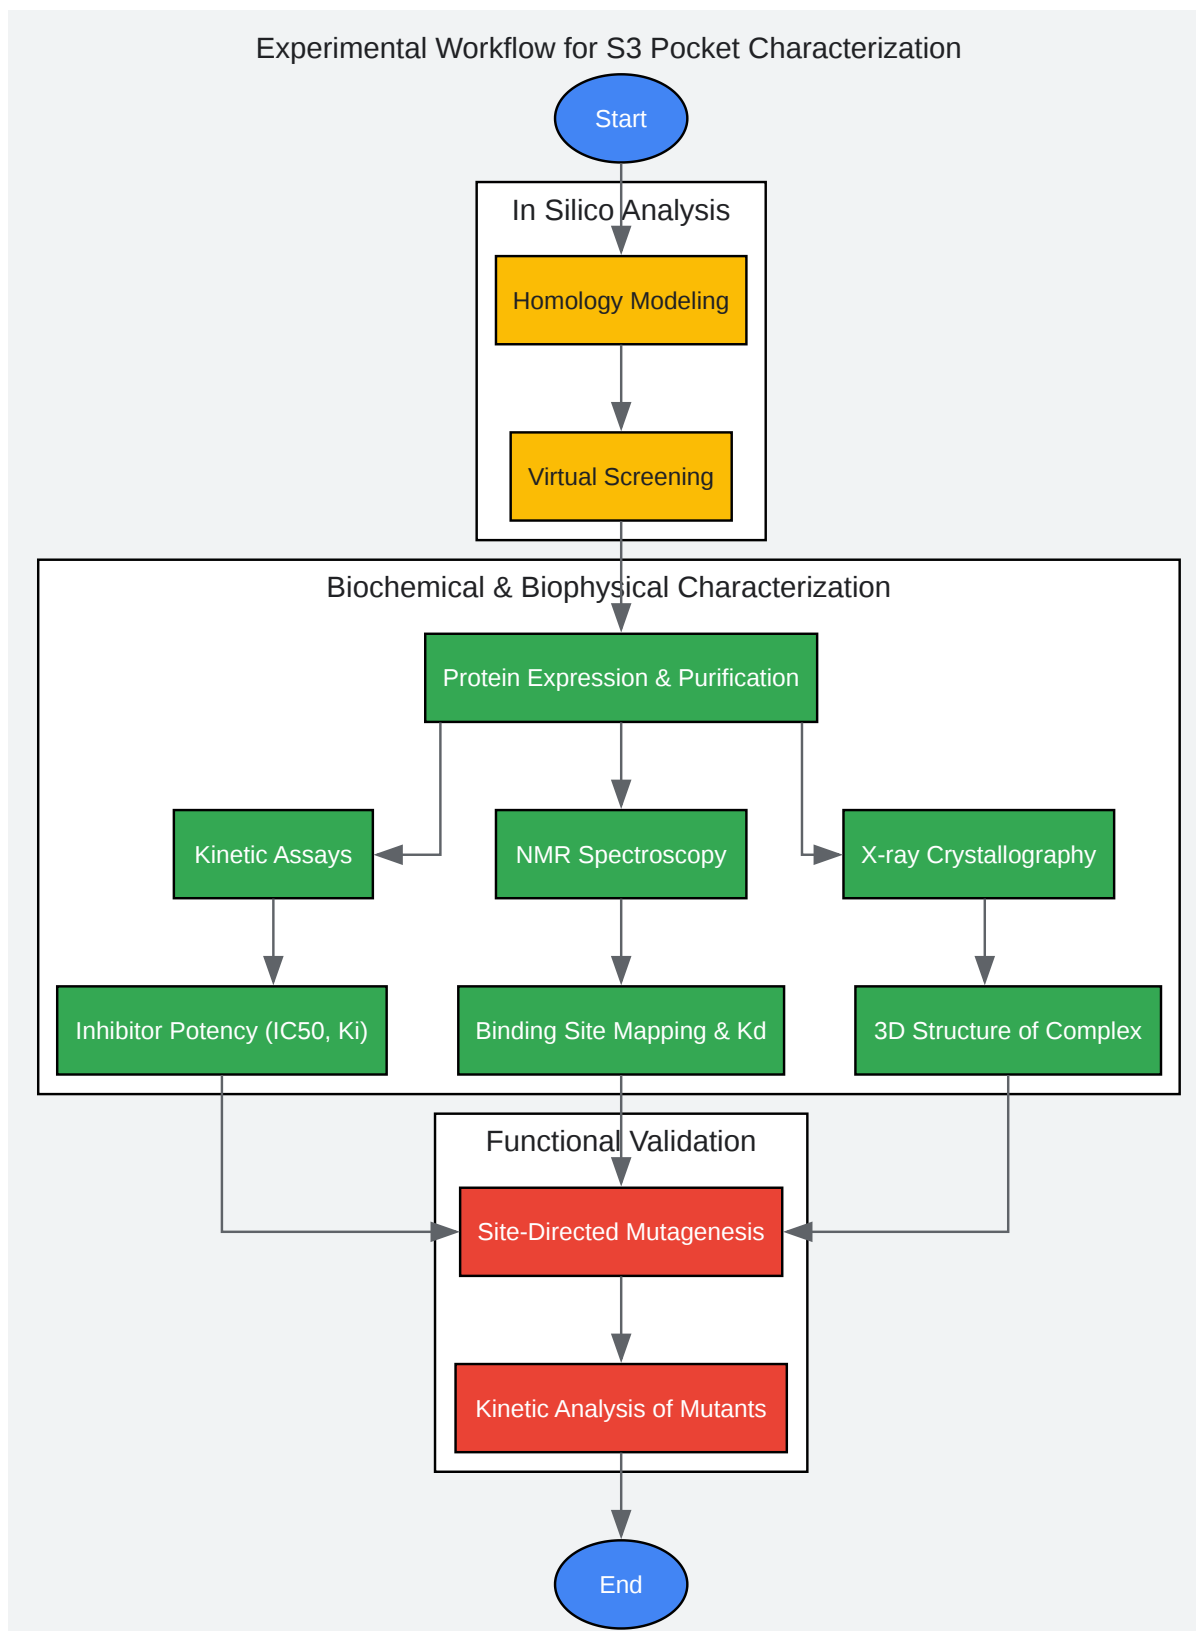 Experimental Workflow for S3 Pocket Characterization
Start
In Silico Analysis
Homology Modeling
Virtual Screening
Biochemical & Biophysical Characterization
Protein Expression & Purification
Kinetic Assays
NMR Spectroscopy
X-ray Crystallography
Inhibitor Potency (IC50, Ki)
Binding Site Mapping & Kd
3D Structure of Complex
Functional Validation
Site-Directed Mutagenesis
Kinetic Analysis of Mutants
End